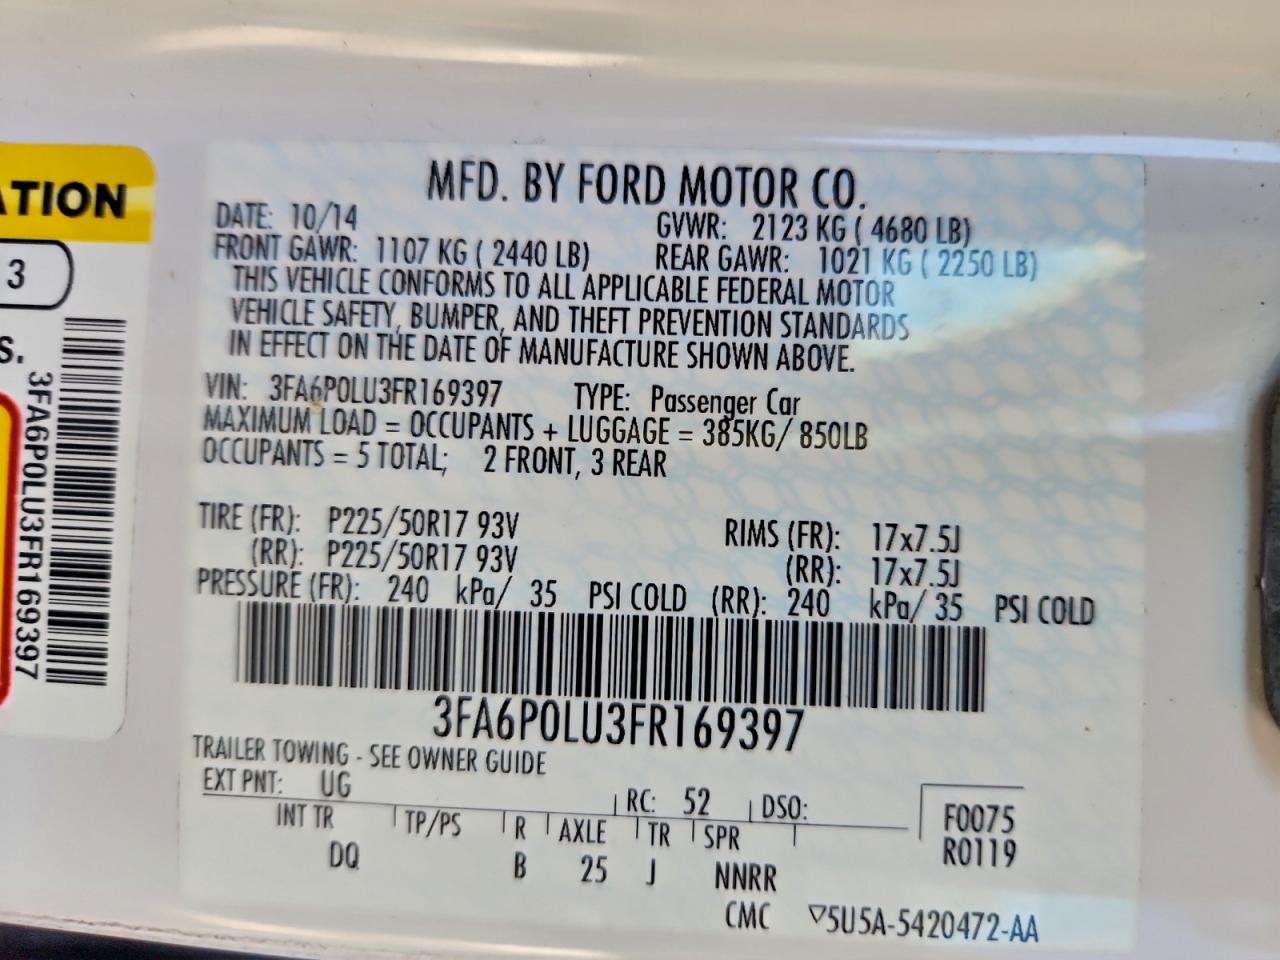 ATION
3
S.
3FA6P0LU3FR169397
MFD. BY FORD MOTOR CO.
DATE: 10/14 GVWR: 2123 KG ( 4680 LB)
FRONT GAWR: 1107 KG ( 2440 LB) REAR GAWR: 1021 KG ( 2250 LB)
THIS VEHICLE CONFORMS TO ALL APPLICABLE FEDERAL MOTOR
VEHICLE SAFETY, BUMPER, AND THEFT PREVENTION STANDARDS
IN EFFECT ON THE DATE OF MANUFACTURE SHOWN ABOVE.
VIN: 3FA6P0LU3FR169397 TYPE: Passenger Car
MAXIMUM LOAD = OCCUPANTS + LUGGAGE = 385KG/ 850LB
OCCUPANTS = 5 TOTAL; 2 FRONT, 3 REAR
TIRE (FR): P225/50R17 93V RIMS (FR): 17x7.5J
(RR): P225/50R17 93V (RR): 17x7.5J
PRESSURE (FR): 240 kPa/ 35 PSI COLD (RR): 240 kPa/ 35 PSI COLD
3FA6P0LU3FR169397
TRAILER TOWING - SEE OWNER GUIDE
EXT PNT: UG RC: 52 DSO: F0075
INT TR TP/PS R AXLE TR SPR R0119
DQ B 25 J NNRR
CMC ▽5U5A-5420472-AA